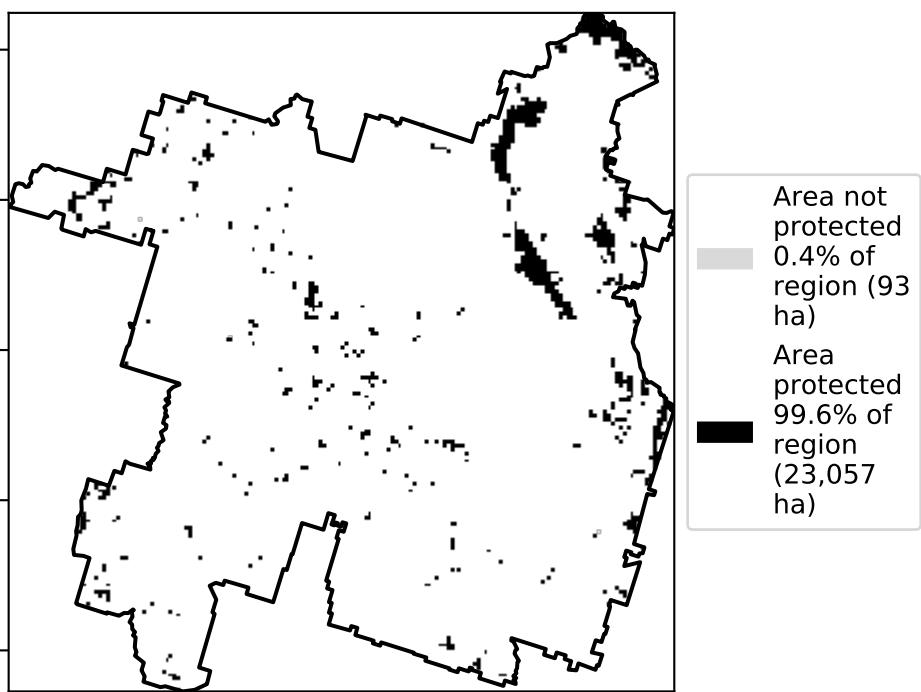 Area not
protected
0.4% of
region (93
ha)
Area
protected
99.6% of
region
(23,057
ha)